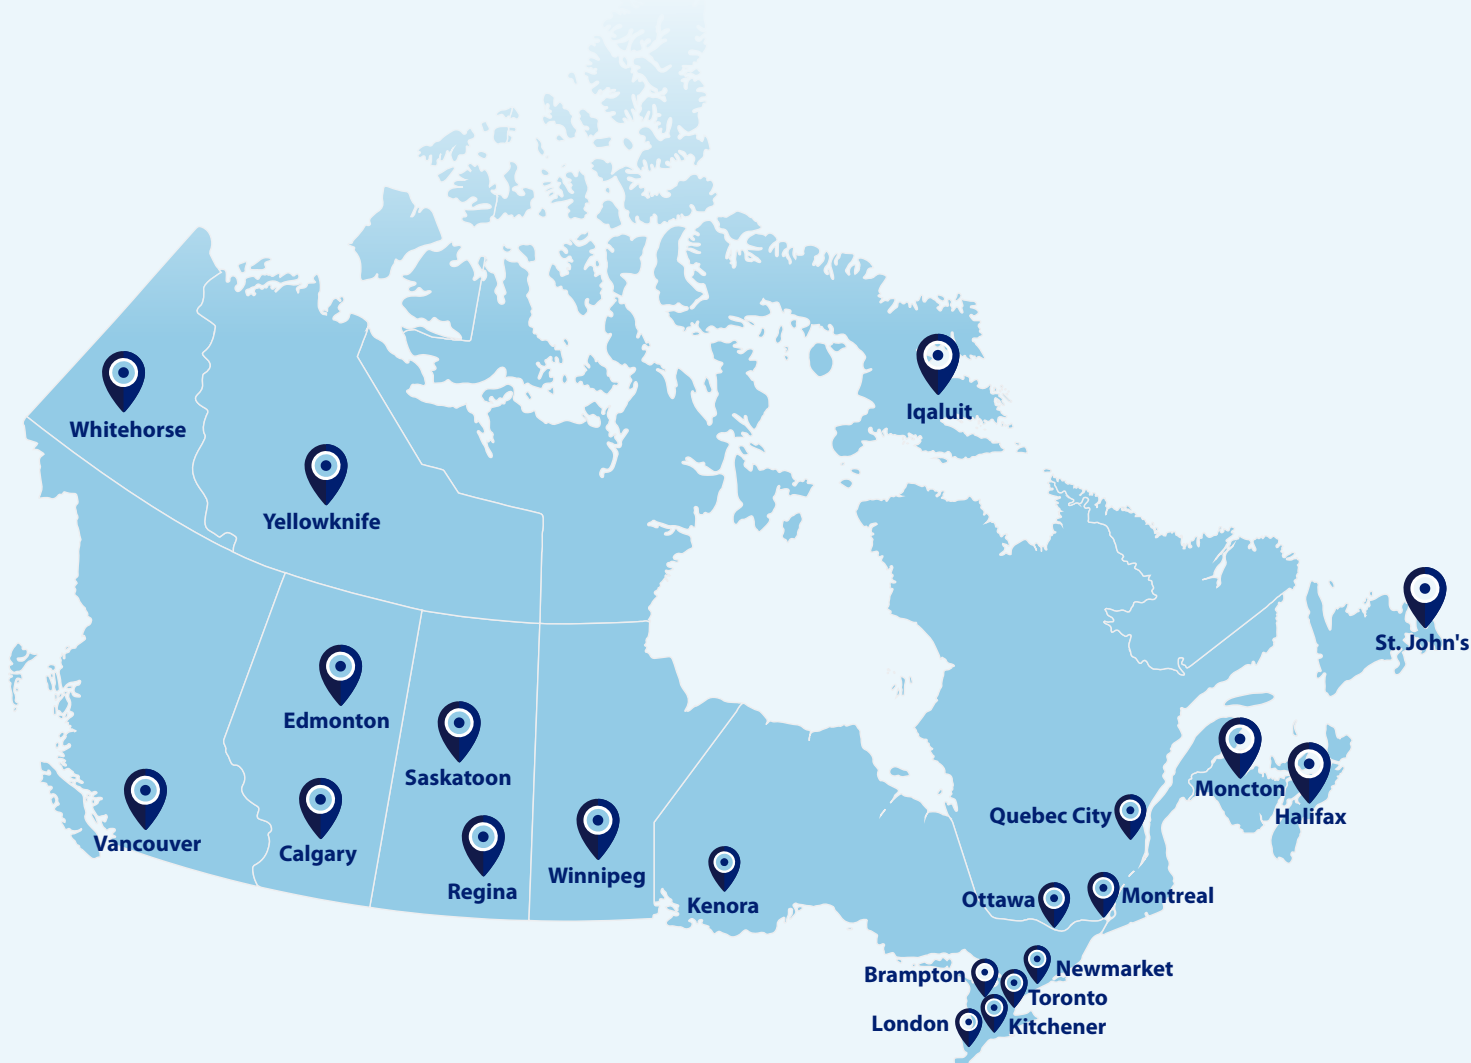 Iqaluit
Whitehorse
Yellowknife
St. John's
Edmonton
Saskatoon
Moncton
Quebec City
Halifax
Vancouver
Calgary
Winnipeg
Regina
Kenora
Montreal
Ottawa
Newmarket
Brampton
Toronto
London
Kitchener